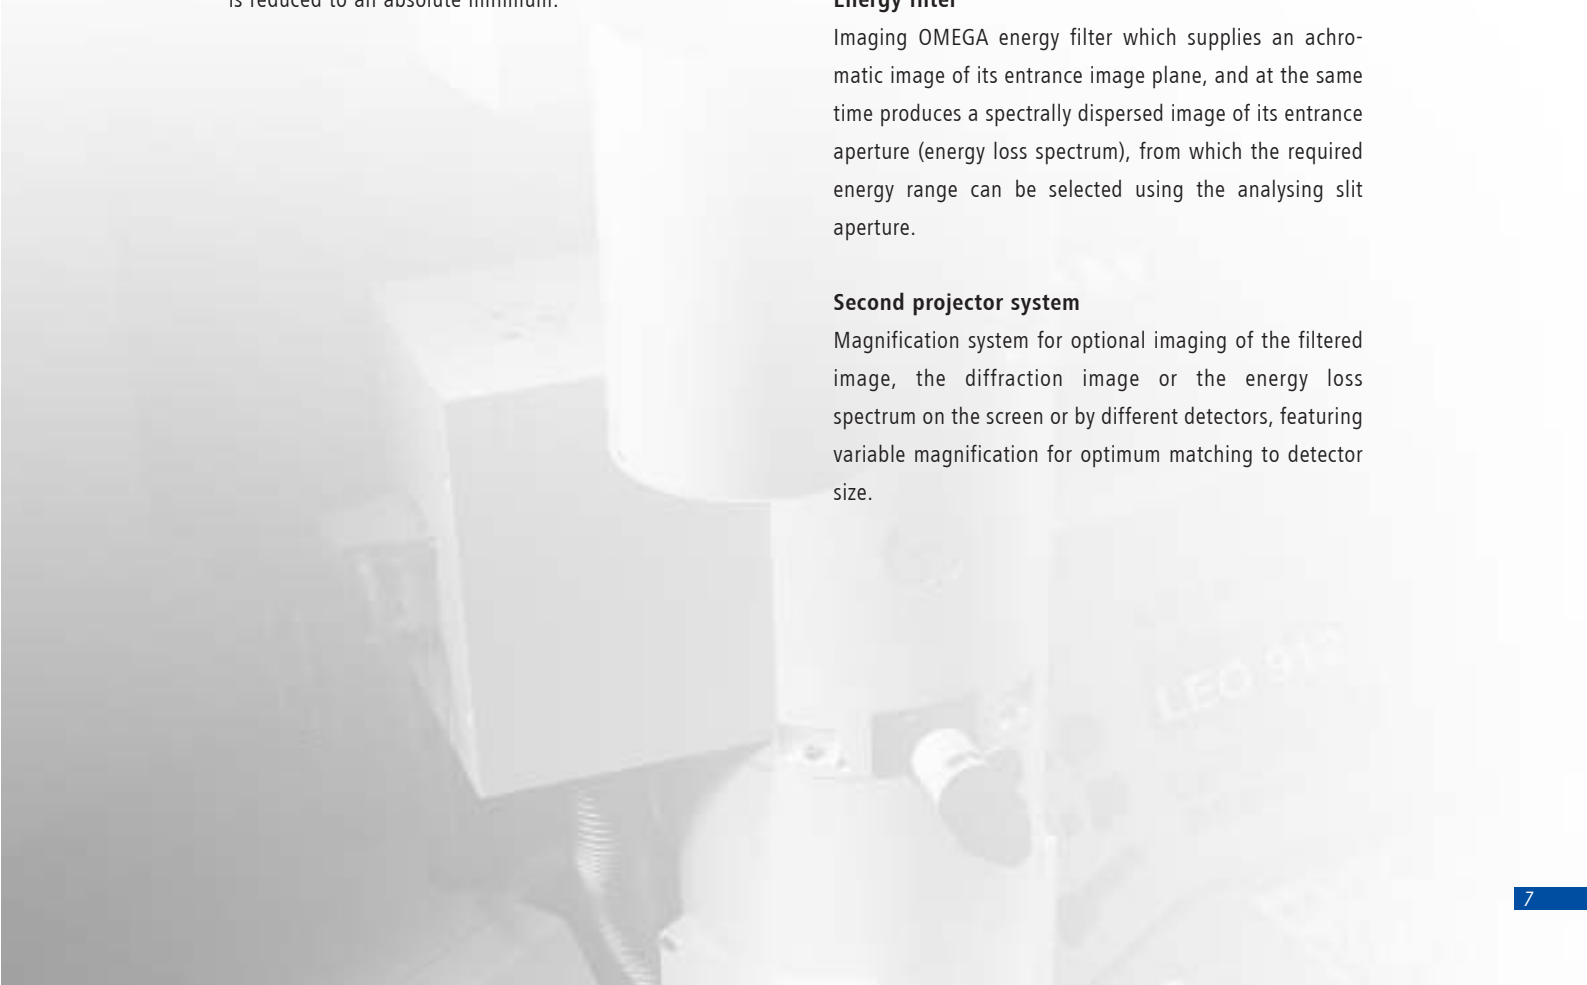 is reduced to an absolute minimum.
Energy filter
Imaging OMEGA energy filter which supplies an achro-
matic image of its entrance image plane, and at the same
time produces a spectrally dispersed image of its entrance
aperture (energy loss spectrum), from which the required
energy range can be selected using the analysing slit
aperture.
Second projector system
Magnification system for optional imaging of the filtered
image, the diffraction image or the energy loss
spectrum on the screen or by different detectors, featuring
variable magnification for optimum matching to detector
size.
LEO 912
7